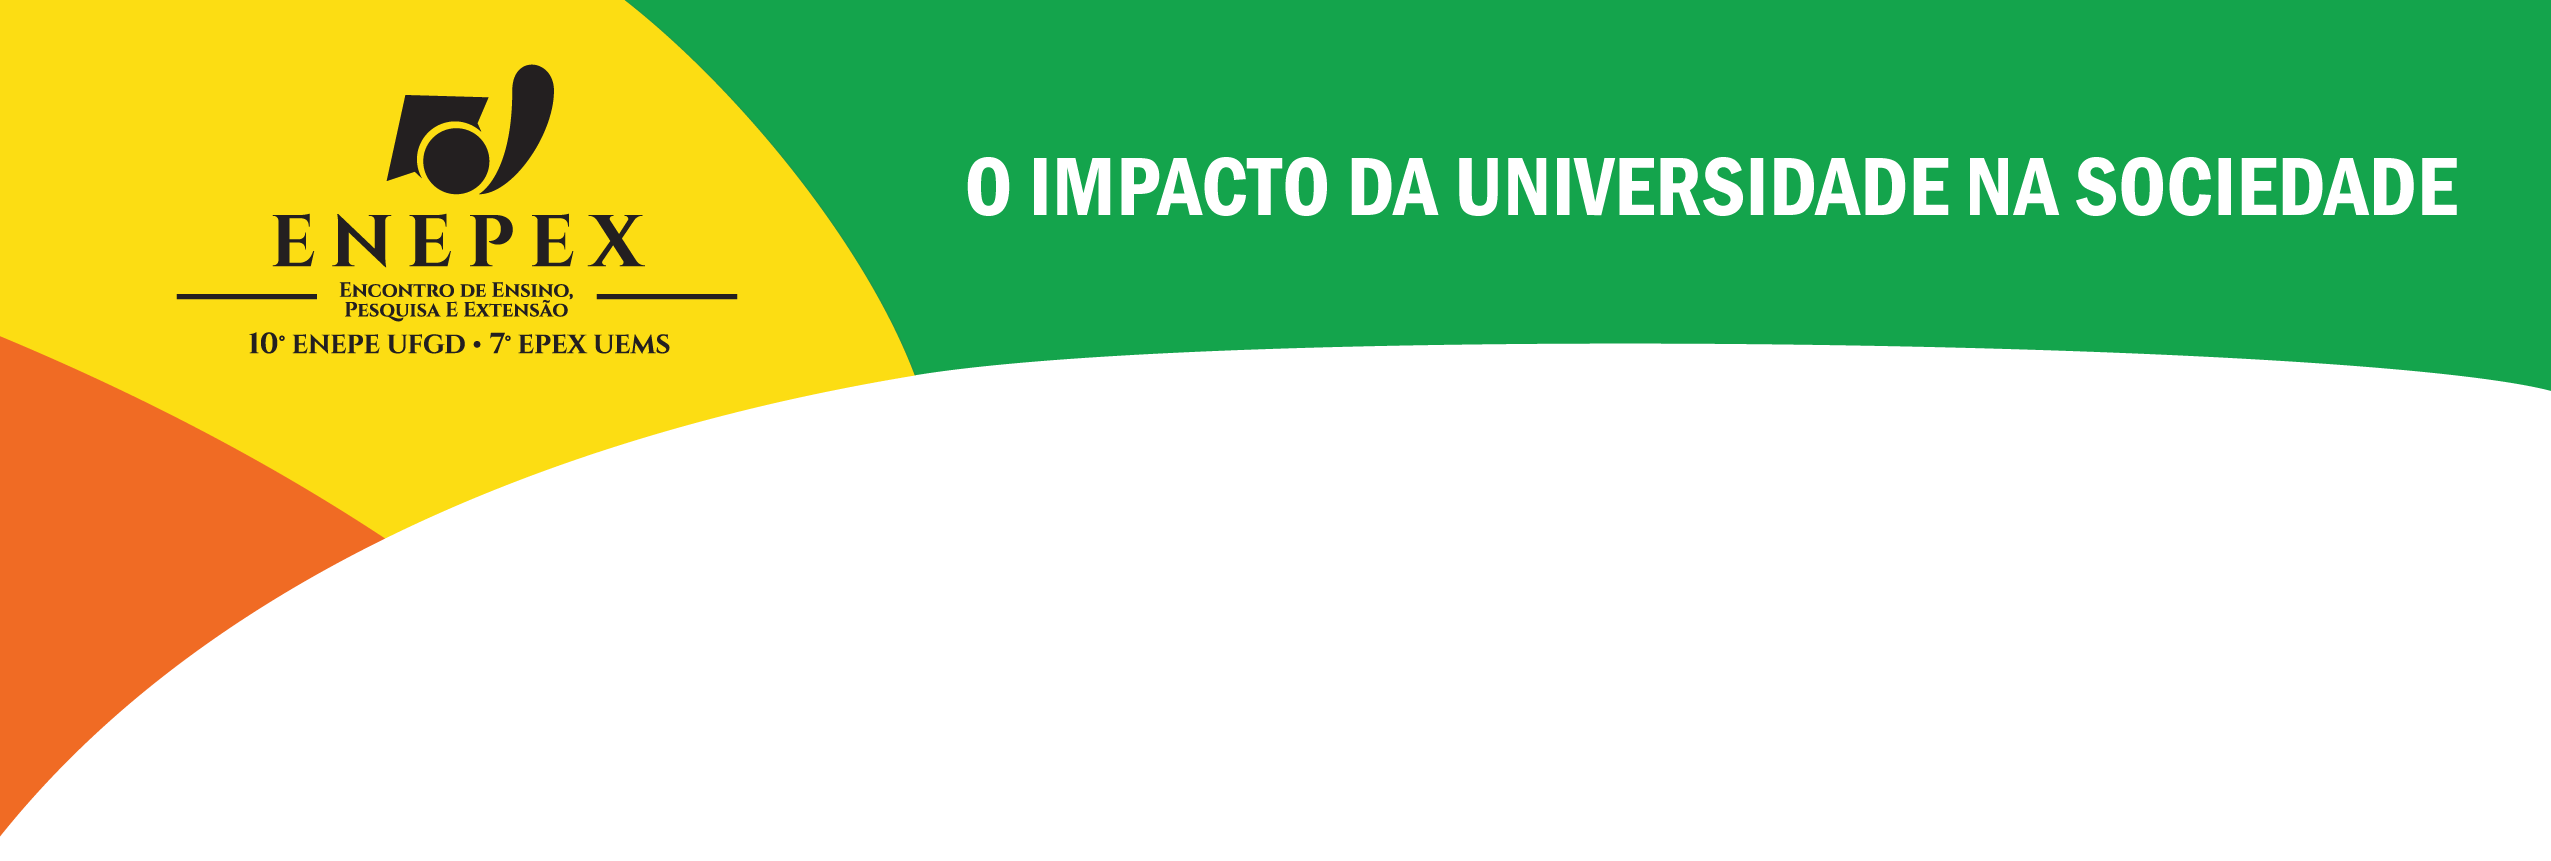 ENEPEX
ENCONTRO DE ENSINO,
PESQUISA E EXTENSÃO
10° ENEPE UFGD • 7° EPEX UEMS
O IMPACTO DA UNIVERSIDADE NA SOCIEDADE